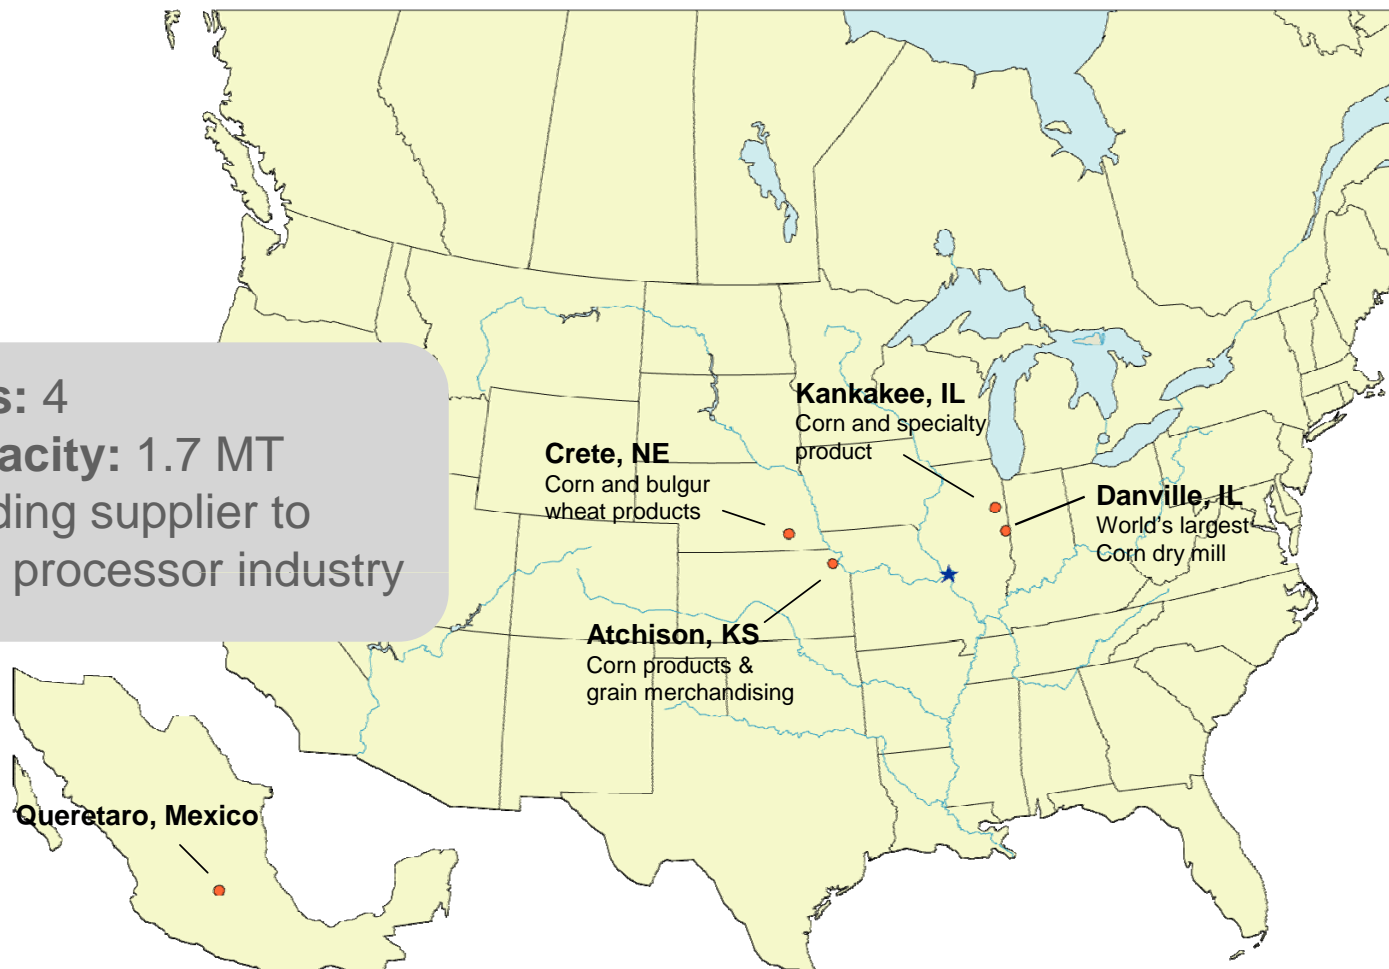 s: 4
acity: 1.7 MT
ding supplier to
processor industry
Kankakee, IL
Corn and specialty
product
Crete, NE
Corn and bulgur
wheat products
Danville, IL
World's largest
Corn dry mill
Atchison, KS
Corn products &
grain merchandising
Queretaro, Mexico